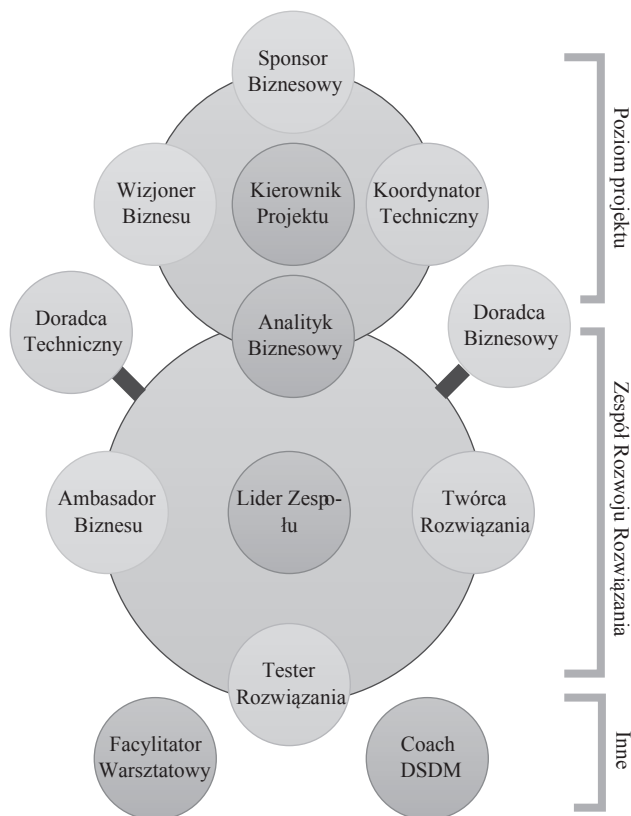 Sponsor
Biznesowy
Wizjoner
Biznesu
Kierownik
Projektu
Koordynator
Techniczny
Poziom projektu
Doradca
Techniczny
Analityk
Biznesowy
Doradca
Biznesowy
Ambasador
Biznesu
Lider Zespo-
łu
Twórca
Rozwiązania
Zespół Rozwoju Rozwiązania
Tester
Rozwiązania
Facylitator
Warsztatowy
Coach
DSDM
Inne